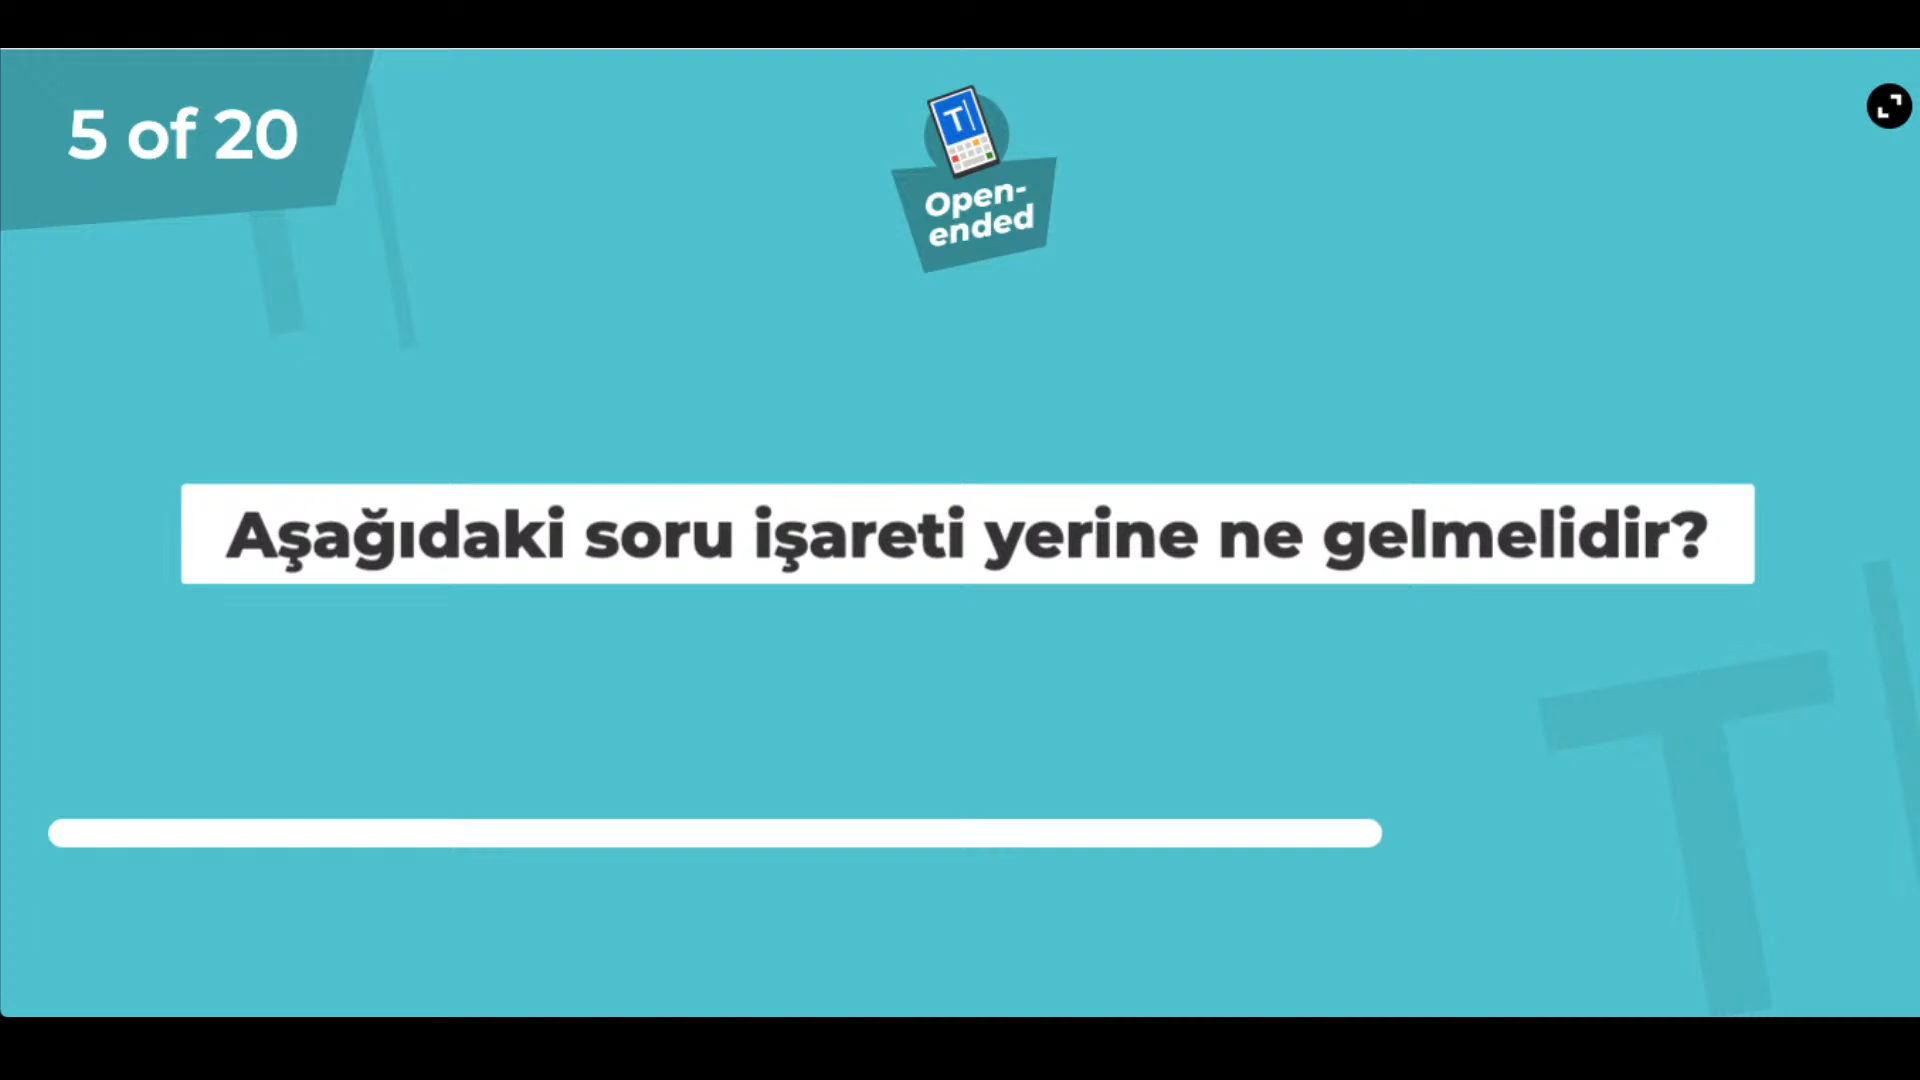 5 of 20
T
Open-
ended
Aşağıdaki soru işareti yerine ne gelmelidir?